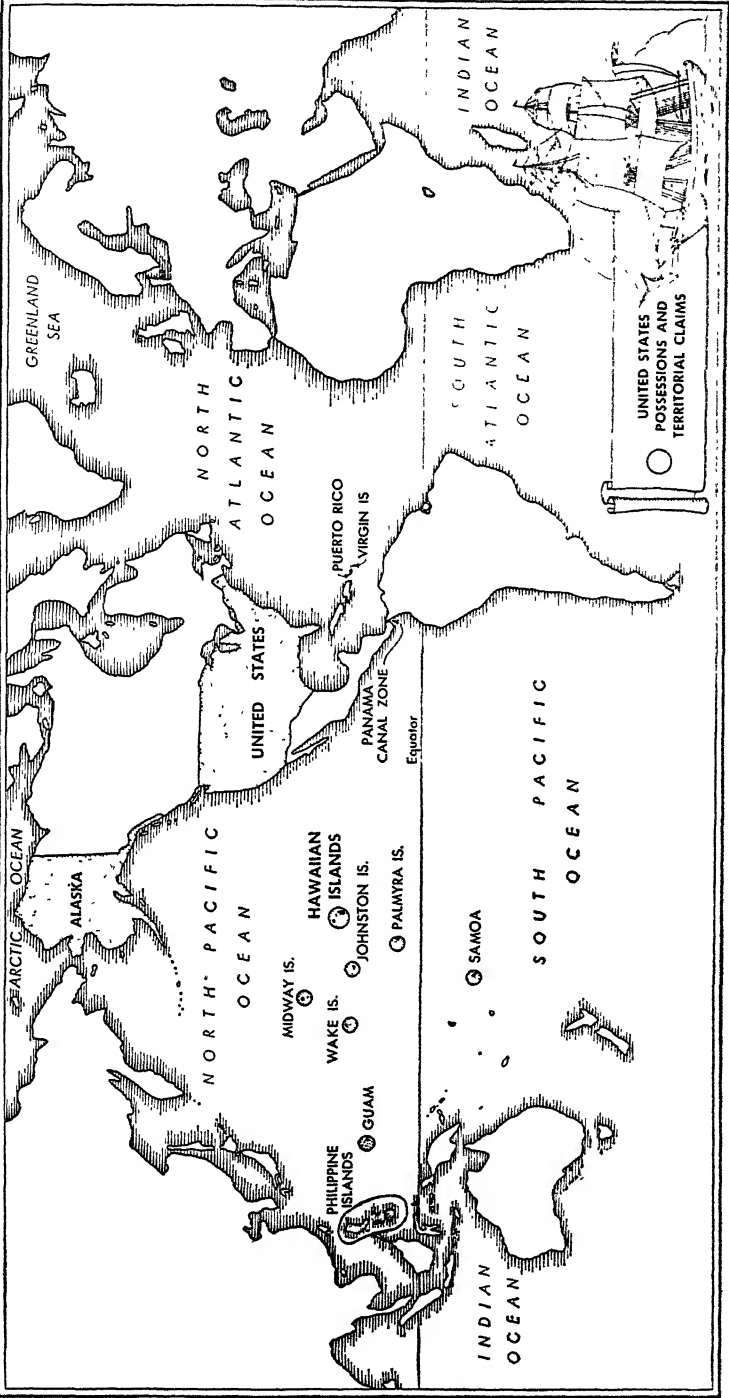 ARCTIC OCEAN
GREENLAND
SEA
ALASKA
NORTH PACIFIC
OCEAN
UNITED STATES
NORTH
ATLANTIC
OCEAN
MIDWAY IS.
HAWAIIAN
ISLANDS
WAKE IS.
JOHNSTON IS.
PALMYRA IS.
PHILIPPINE
ISLANDS
GUAM
PUERTO RICO
VIRGIN IS
PANAMA
CANAL ZONE
Equator
SAMOA
INDIAN
OCEAN
SOUTH PACIFIC
OCEAN
SOUTH
ATLANTIC
OCEAN
INDIAN
OCEAN
UNITED STATES
POSSESSIONS AND
TERRITORIAL CLAIMS